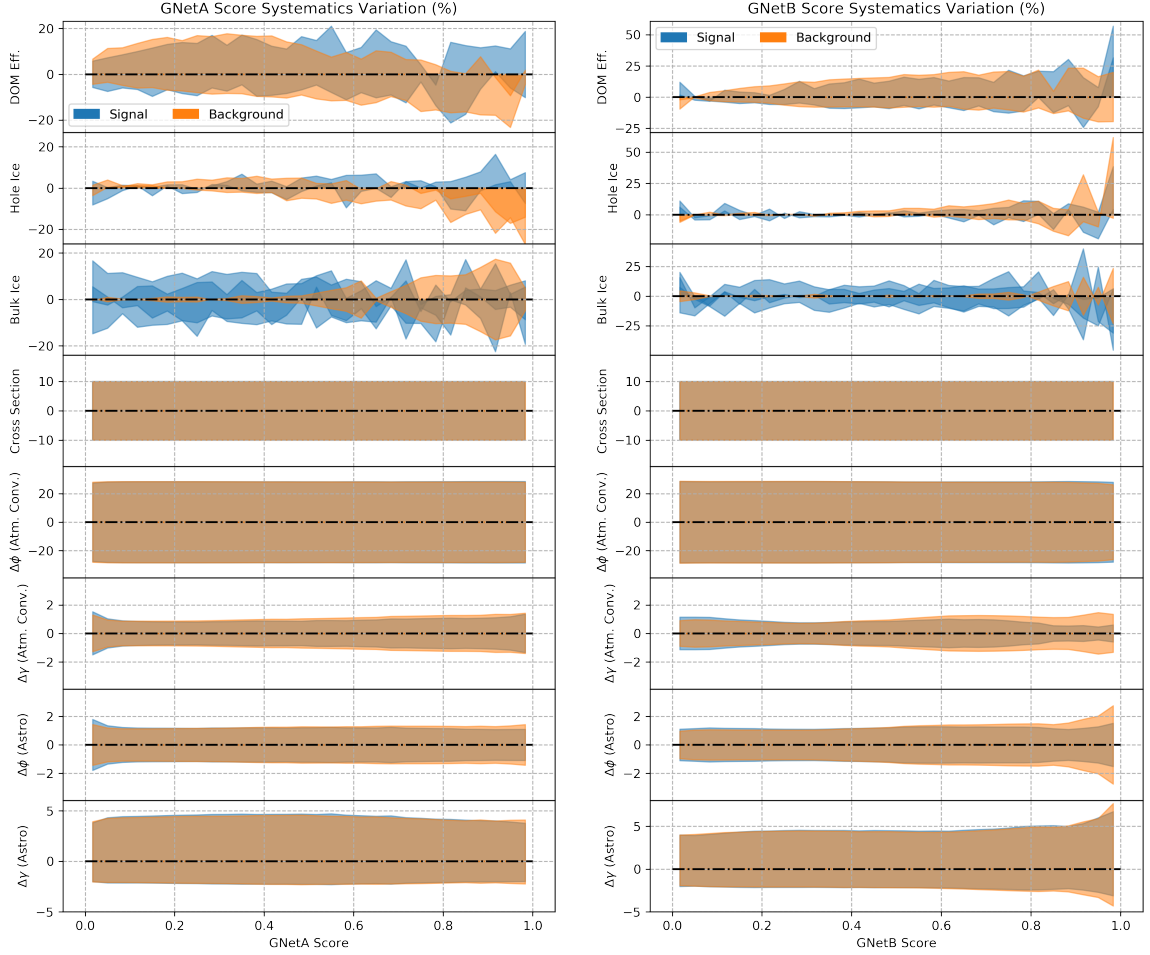 GNetA Score Systematics Variation (%)
20
0
−20
DOM Eff.
Signal
Background
20
0
−20
Hole Ice
20
0
−20
Bulk Ice
10
0
−10
Cross Section
20
0
−20
Δϕ (Atm. Conv.)
2
0
−2
Δγ (Atm. Conv.)
2
0
−2
Δϕ (Astro)
5
0
−5
Δγ (Astro)
0.0 0.2 0.4 0.6 0.8 1.0
GNetA Score
GNetB Score Systematics Variation (%)
50
25
0
−25
DOM Eff.
Signal
Background
50
25
0
Hole Ice
25
0
−25
Bulk Ice
10
0
−10
Cross Section
20
0
−20
Δϕ (Atm. Conv.)
2
0
−2
Δγ (Atm. Conv.)
2
0
−2
Δϕ (Astro)
5
0
−5
Δγ (Astro)
0.0 0.2 0.4 0.6 0.8 1.0
GNetB Score